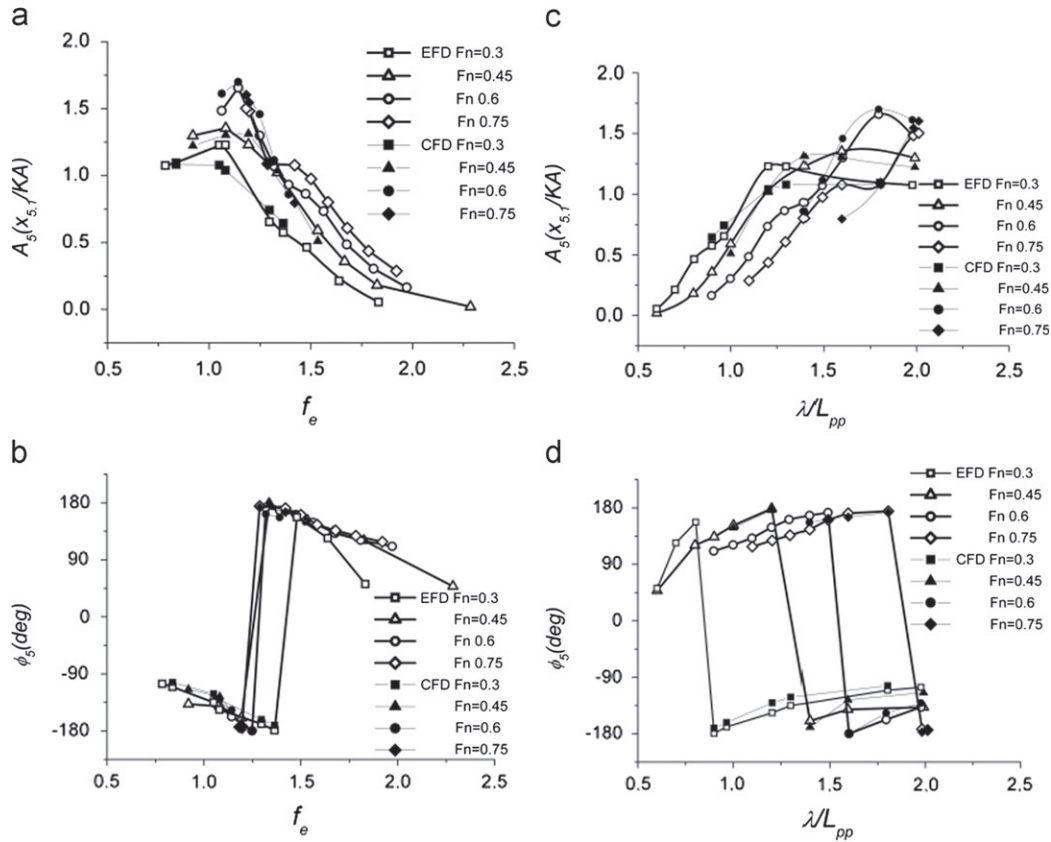 a
2.0
1.5
1.0
0.5
0.0
A5(x5.1/KA)
EFD Fn=0.3
Fn=0.45
Fn 0.6
Fn 0.75
CFD Fn=0.3
Fn=0.45
Fn=0.6
Fn=0.75
0.5 1.0 1.5 2.0 2.5
fe
c
2.0
1.5
1.0
0.5
0.0
A5(x5.1/KA)
EFD Fn=0.3
Fn 0.45
Fn 0.6
Fn 0.75
CFD Fn=0.3
Fn=0.45
Fn=0.6
Fn=0.75
0.5 1.0 1.5 2.0 2.5
λ/Lpp
b
180
90
0
-90
-180
ϕ5(deg)
EFD Fn=0.3
Fn=0.45
Fn 0.6
Fn 0.75
CFD Fn=0.3
Fn=0.45
Fn=0.6
Fn=0.75
0.5 1.0 1.5 2.0 2.5
fe
d
180
90
0
-90
-180
ϕ5(deg)
EFD Fn=0.3
Fn=0.45
Fn 0.6
Fn 0.75
CFD Fn=0.3
Fn=0.45
Fn=0.6
Fn=0.75
0.5 1.0 1.5 2.0 2.5
λ/Lpp